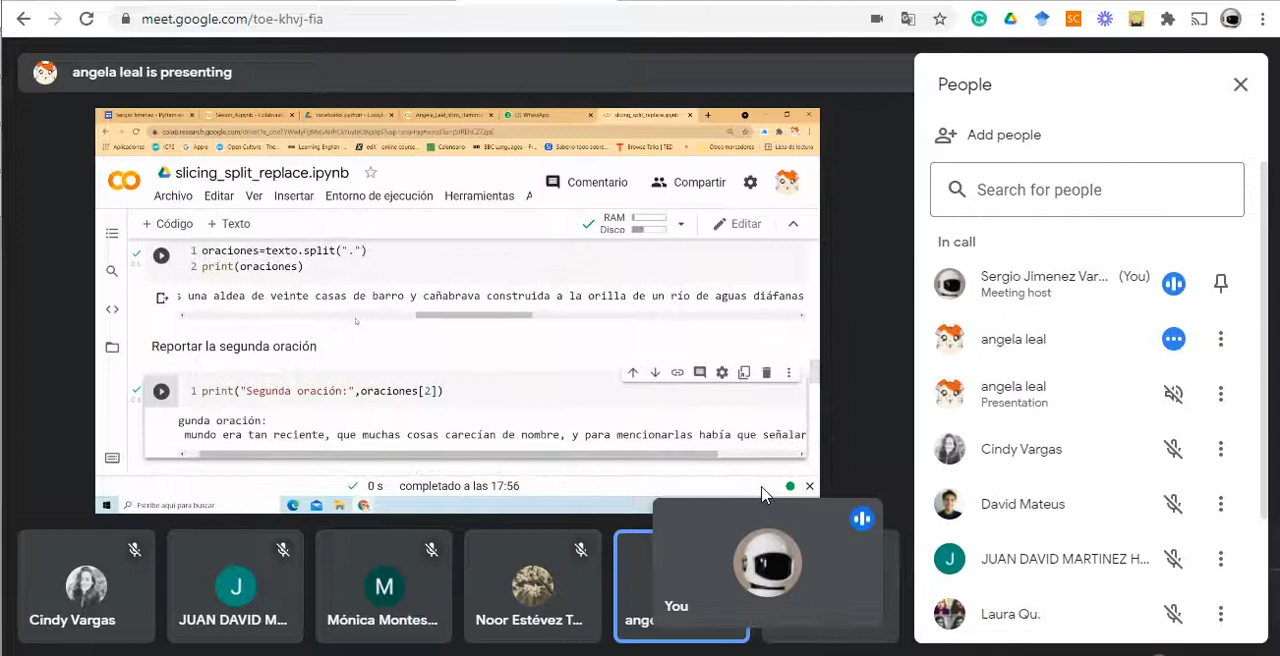 meet.google.com/toe-khvj-fia
angela leal is presenting
slicing_split_replace.ipynb
Archivo Editar Ver Insertar Entorno de ejecución Herramientas A
Comentario Compartir
+ Código + Texto
RAM
Disco
Editar
1 oraciones=texto.split(".")
2 print(oraciones)
una aldea de veinte casas de barro y cañabrava construida a la orilla de un río de aguas diáfanas
Reportar la segunda oración
1 print("Segunda oración:",oraciones[2])
gunda oración:
mundo era tan reciente, que muchas cosas carecían de nombre, y para mencionarlas había que señalar
0 s completado a las 17:56
Escribe aquí para buscar
Cindy Vargas
JUAN DAVID M...
Mónica Montes...
Noor Estévez T...
ange
You
J
M
People
Add people
Search for people
In call
Sergio Jimenez Var... (You)
Meeting host
angela leal
angela leal
Presentation
Cindy Vargas
David Mateus
J
JUAN DAVID MARTINEZ H...
Laura Qu.